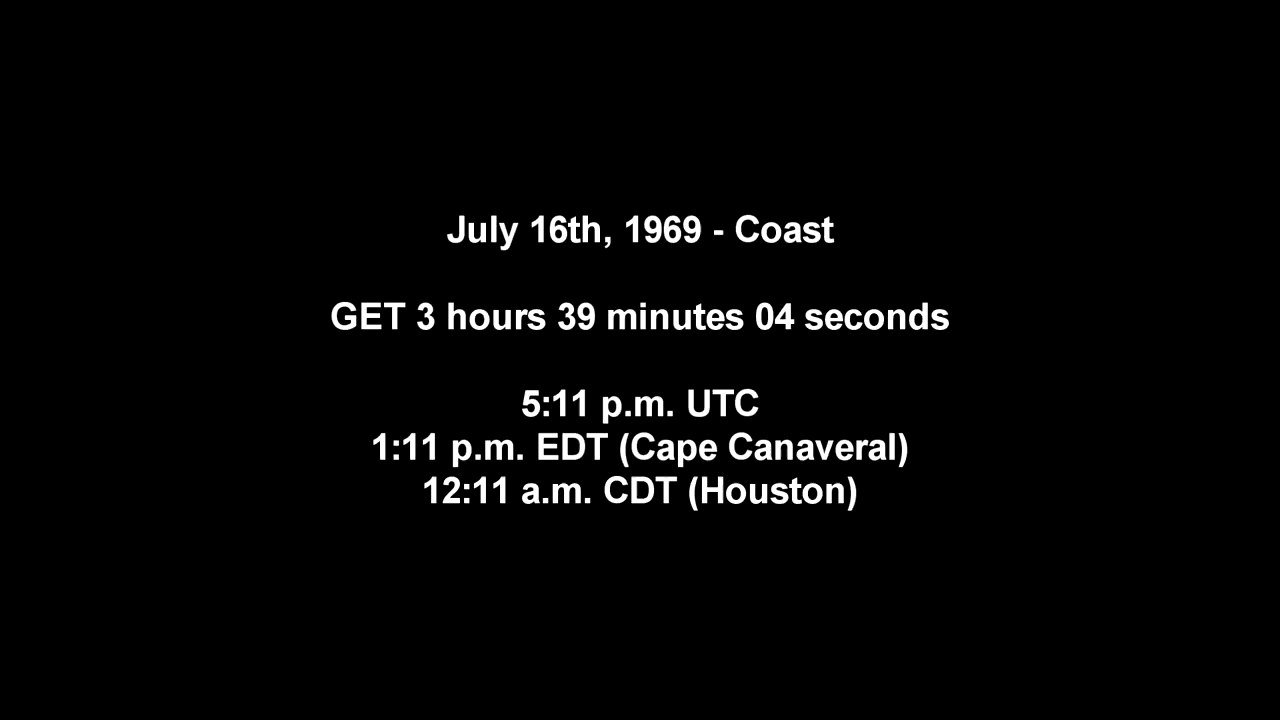 July 16th, 1969 - Coast
GET 3 hours 39 minutes 04 seconds
5:11 p.m. UTC
1:11 p.m. EDT (Cape Canaveral)
12:11 a.m. CDT (Houston)